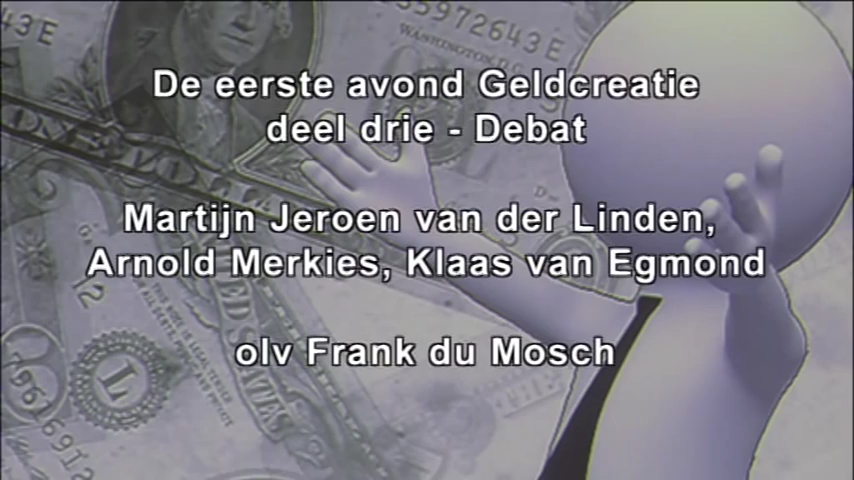 De eerste avond Geldcreatie
deel drie - Debat
Martijn Jeroen van der Linden,
Arnold Merkies, Klaas van Egmond
olv Frank du Mosch